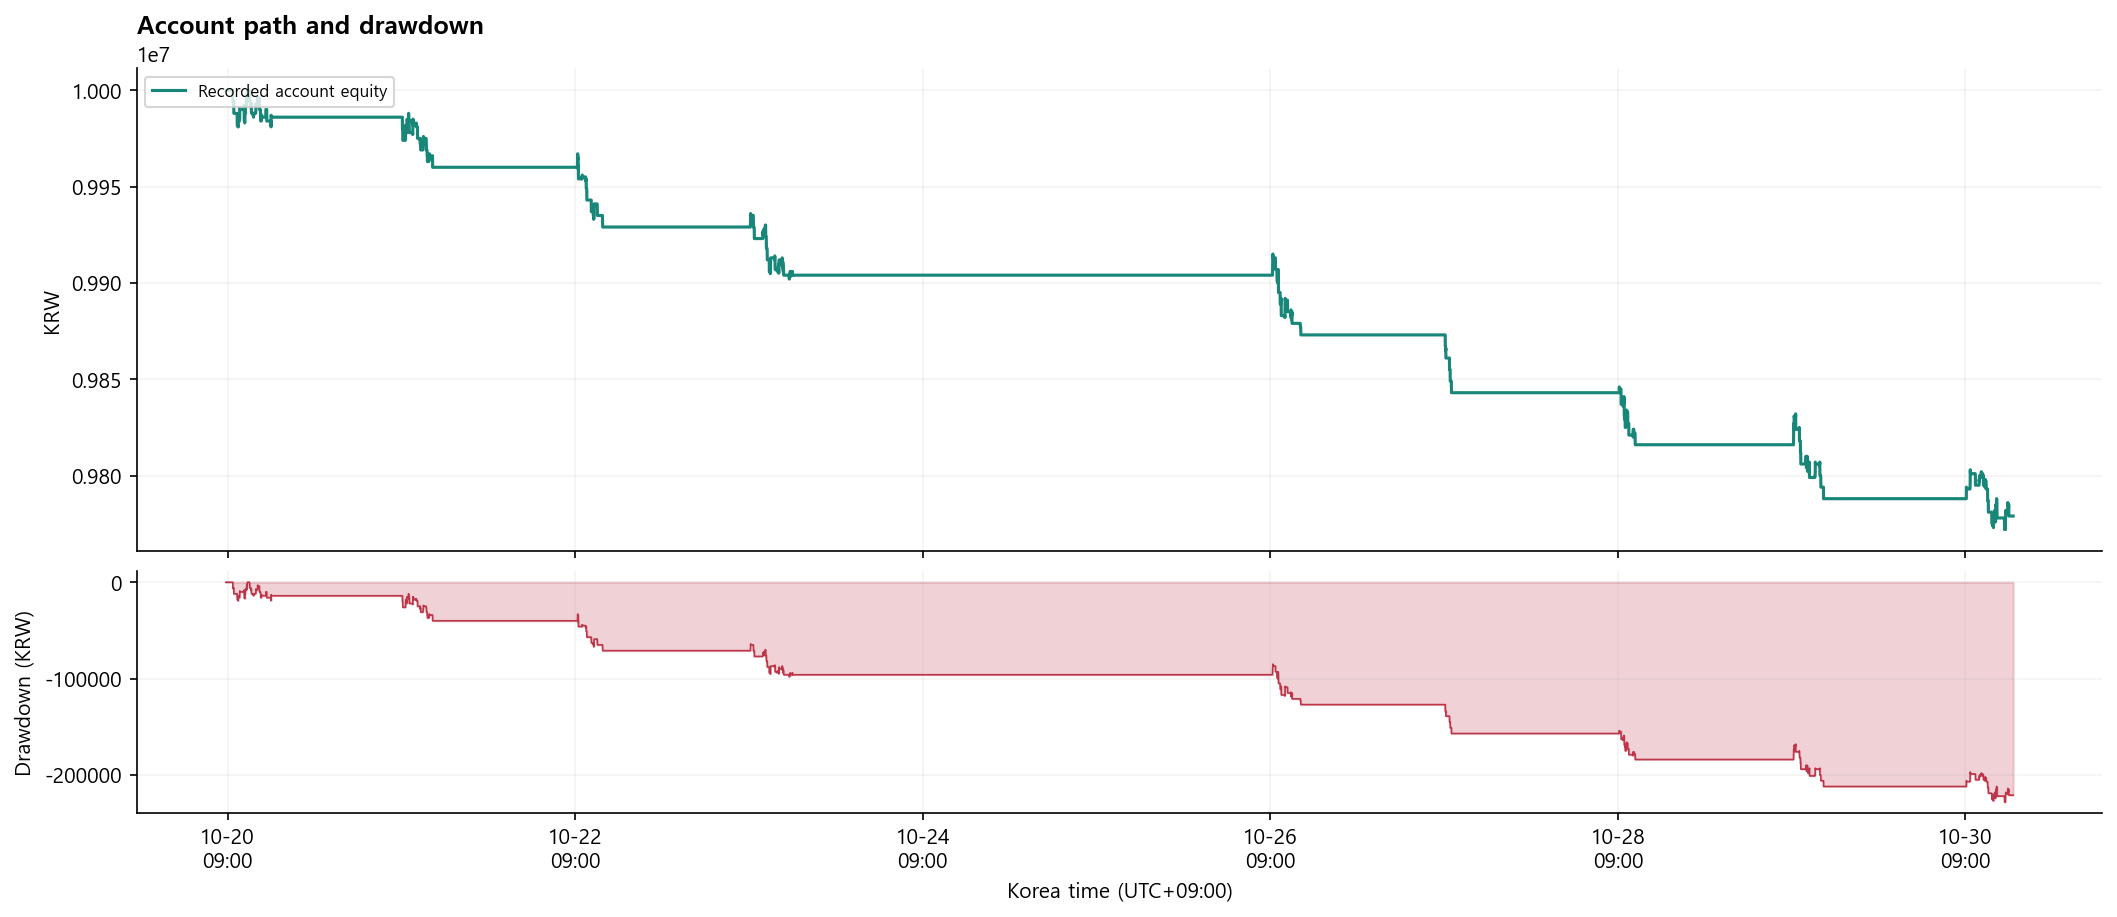 Account path and drawdown
1e7
Recorded account equity
1.000
0.995
0.990
0.985
0.980
KRW
0
-100000
-200000
Drawdown (KRW)
10-20 10-22 10-24 10-26 10-28 10-30
09:00 09:00 09:00 09:00 09:00 09:00
Korea time (UTC+09:00)